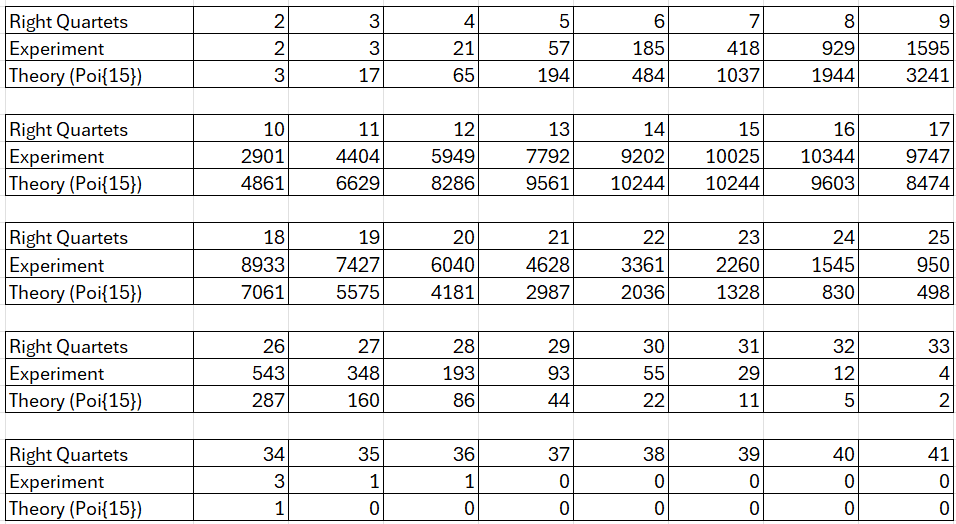 Right Quartets 2 3 4 5 6 7 8 9
Experiment 2 3 21 57 185 418 929 1595
Theory (Poi{15}) 3 17 65 194 484 1037 1944 3241
Right Quartets 10 11 12 13 14 15 16 17
Experiment 2901 4404 5949 7792 9202 10025 10344 9747
Theory (Poi{15}) 4861 6629 8286 9561 10244 10244 9603 8474
Right Quartets 18 19 20 21 22 23 24 25
Experiment 8933 7427 6040 4628 3361 2260 1545 950
Theory (Poi{15}) 7061 5575 4181 2987 2036 1328 830 498
Right Quartets 26 27 28 29 30 31 32 33
Experiment 543 348 193 93 55 29 12 4
Theory (Poi{15}) 287 160 86 44 22 11 5 2
Right Quartets 34 35 36 37 38 39 40 41
Experiment 3 1 1 0 0 0 0 0
Theory (Poi{15}) 1 0 0 0 0 0 0 0